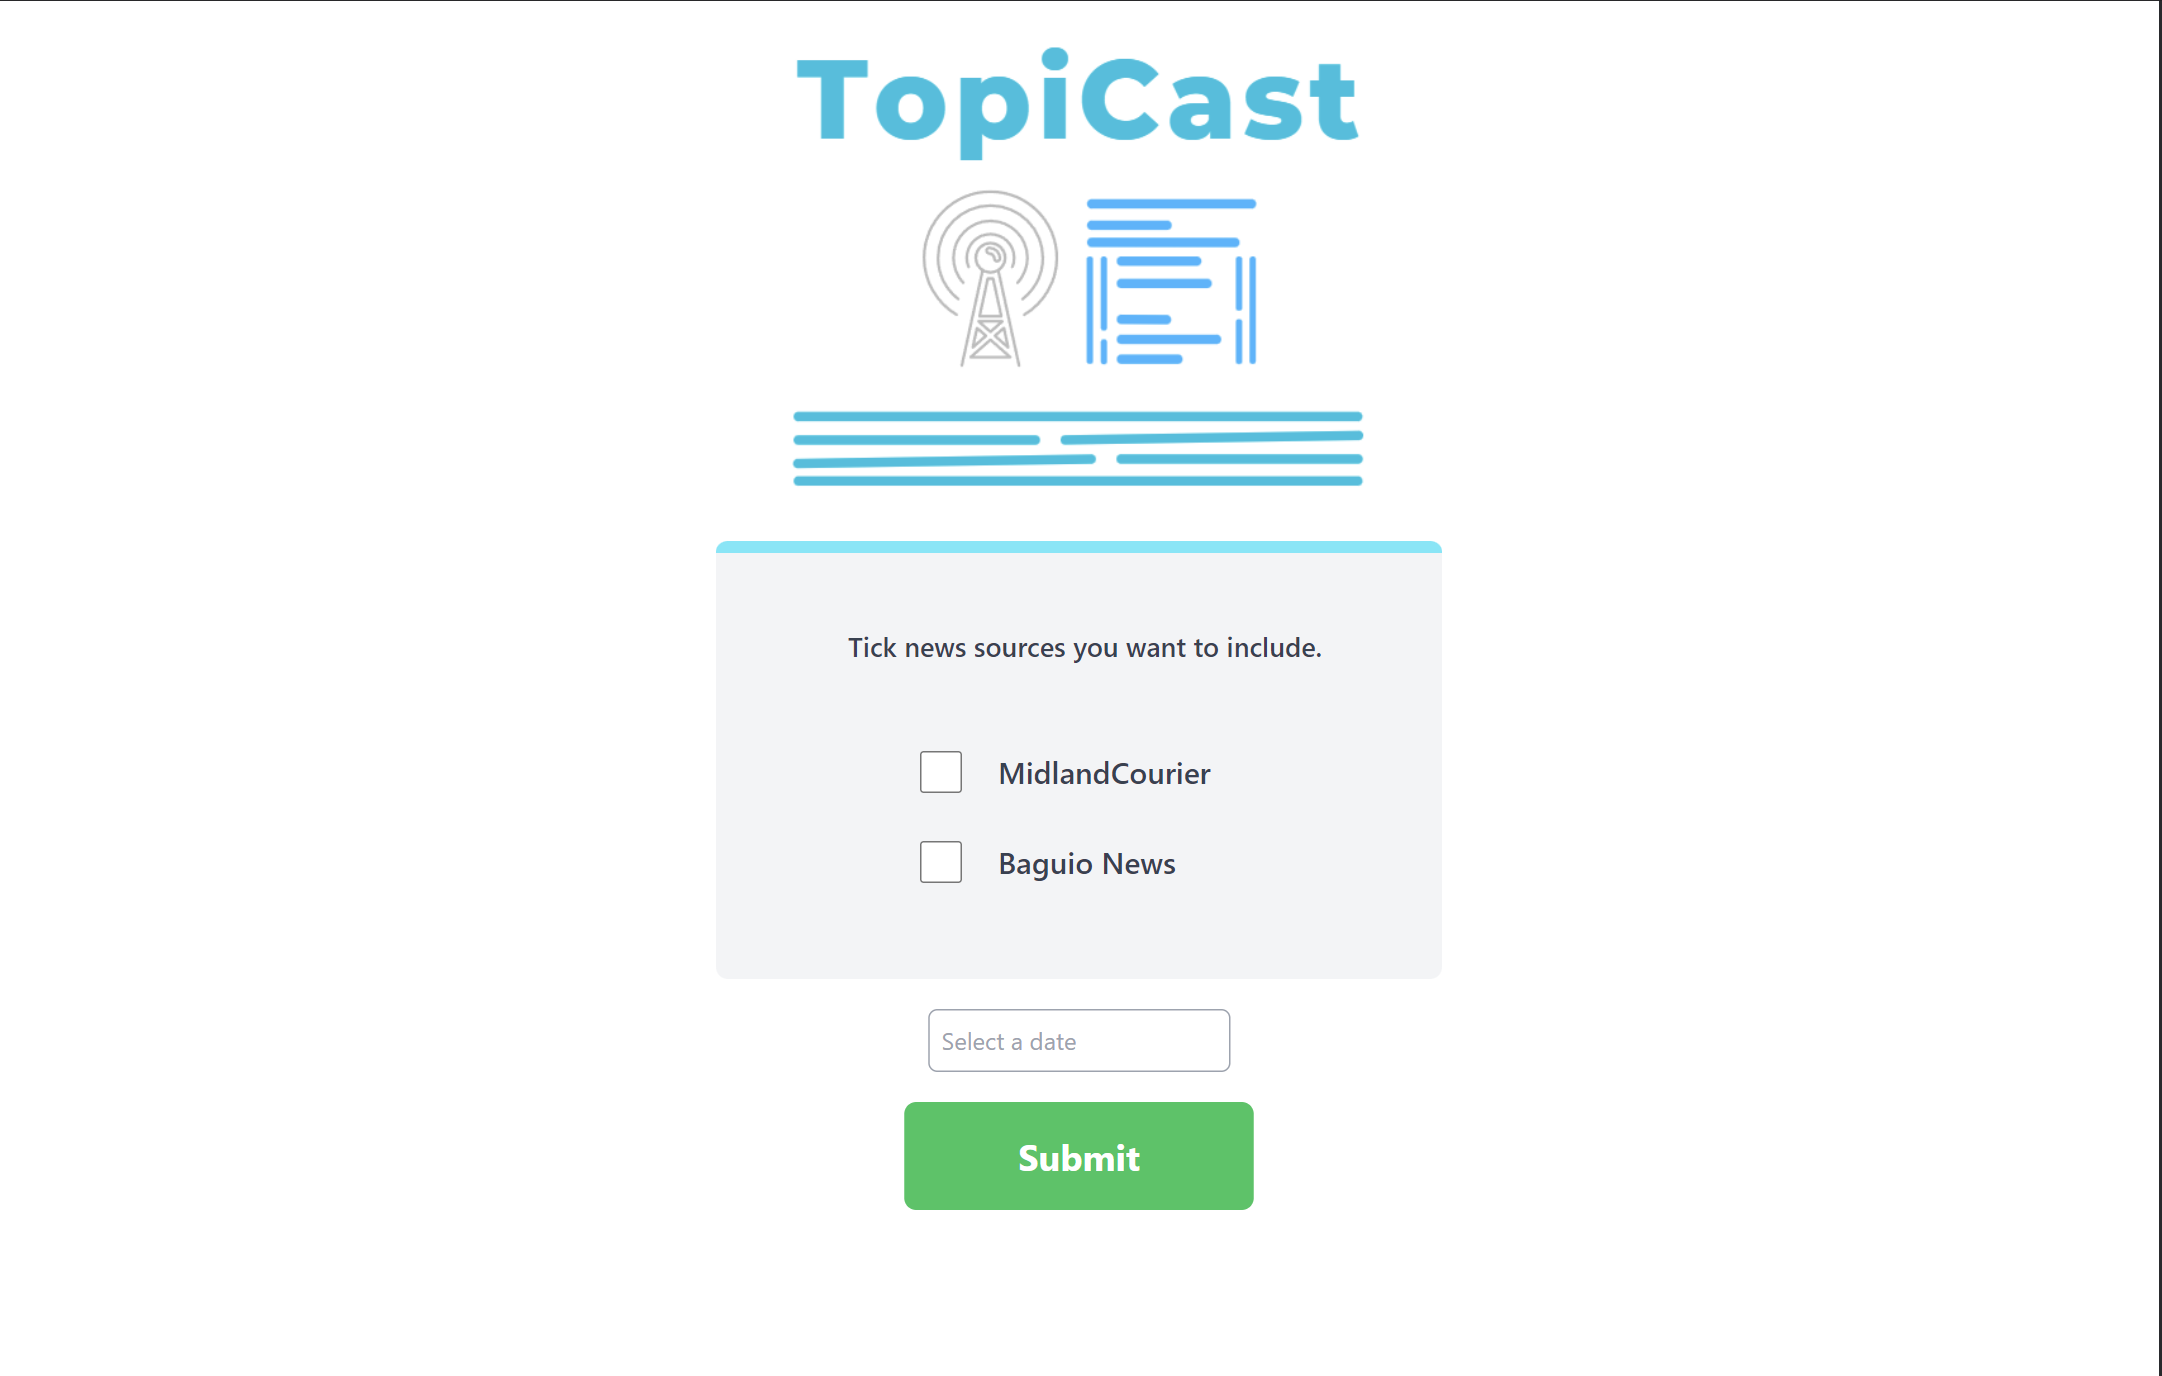 TopiCast
Tick news sources you want to include.
MidlandCourier
Baguio News
Select a date
Submit